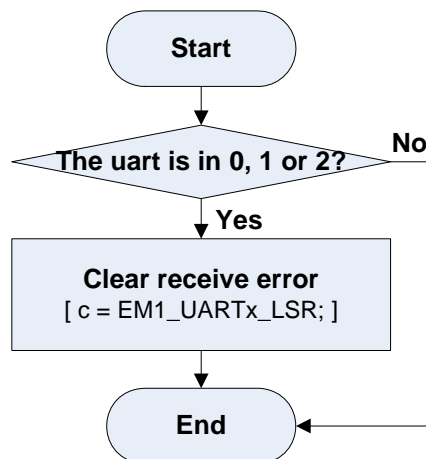 Start
The uart is in 0, 1 or 2?
No
Yes
Clear receive error
[ c = EM1_UARTx_LSR; ]
End